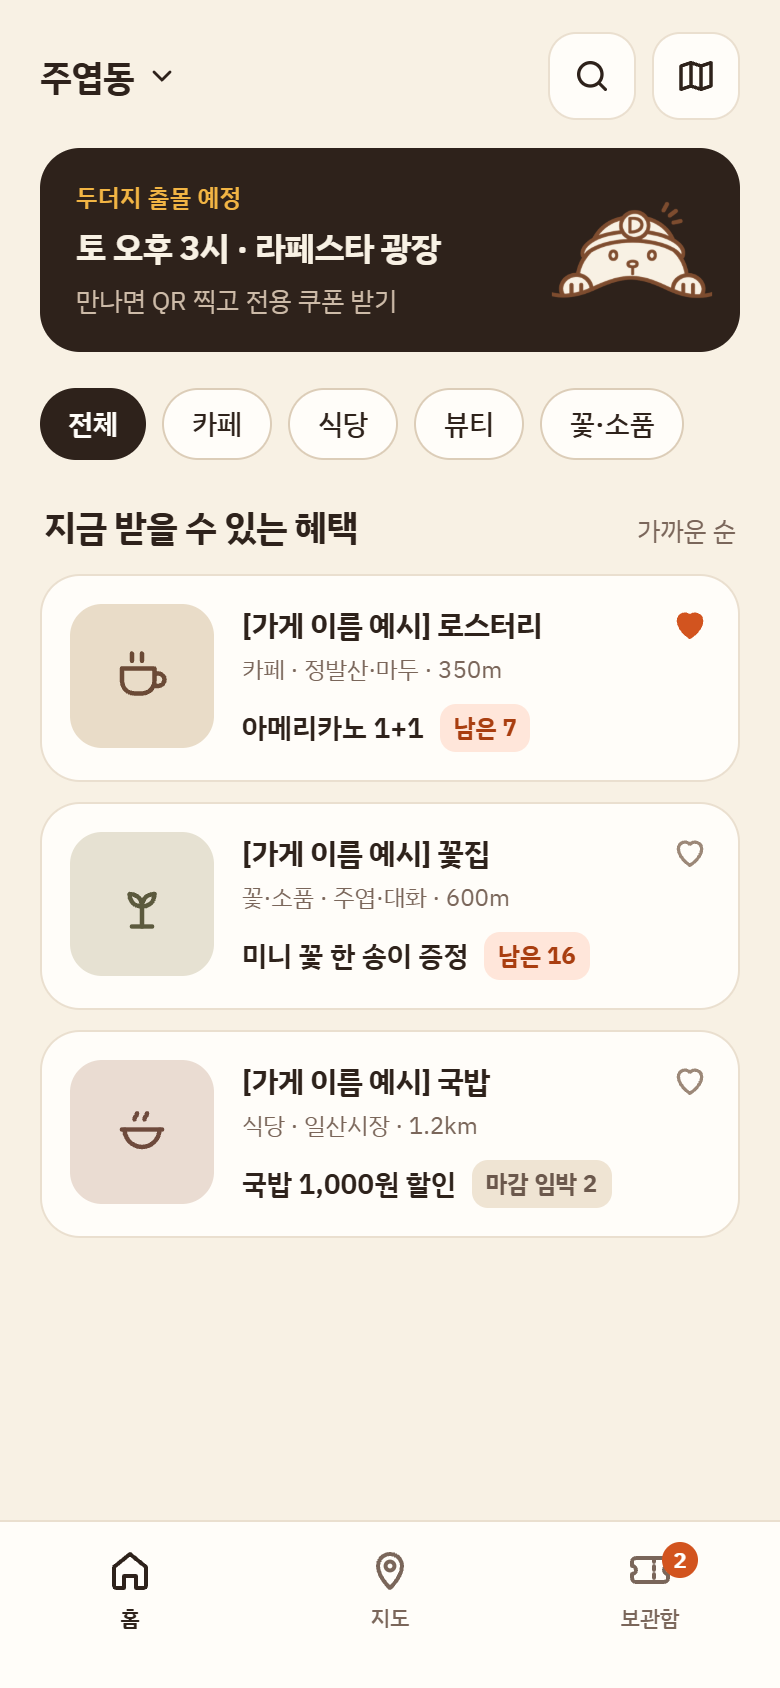 주엽동
두더지 출몰 예정
토 오후 3시 · 라페스타 광장
만나면 QR 찍고 전용 쿠폰 받기
D
전체
카페
식당
뷰티
꽃·소품
지금 받을 수 있는 혜택
가까운 순
[가게 이름 예시] 로스터리
카페 · 정발산·마두 · 350m
아메리카노 1+1 남은 7
[가게 이름 예시] 꽃집
꽃·소품 · 주엽·대화 · 600m
미니 꽃 한 송이 증정 남은 16
[가게 이름 예시] 국밥
식당 · 일산시장 · 1.2km
국밥 1,000원 할인 마감 임박 2
2
홈
지도
보관함